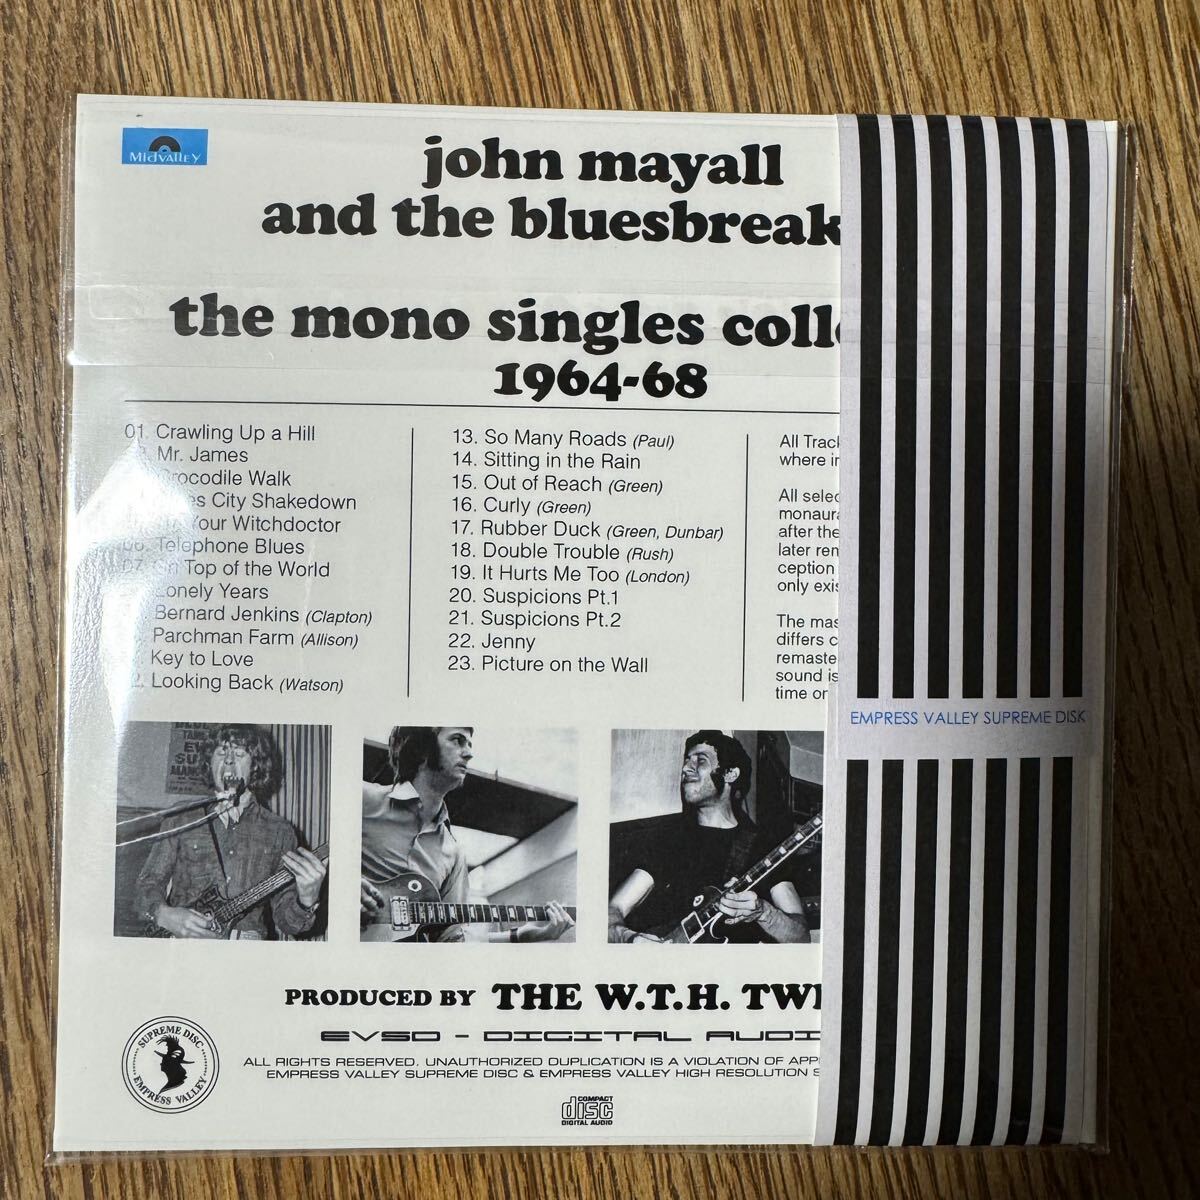 MidValley
john mayall
and the bluesbreak
the mono singles colle
1964-68
01. Crawling Up a Hill
Mr. James
Crocodile Walk
City Shakedown
Your Witchdoctor
06. Telephone Blues
07. On Top of the World
Lonely Years
Bernard Jenkins (Clapton)
Parchman Farm (Allison)
Key to Love
2. Looking Back (Watson)
13. So Many Roads (Paul)
14. Sitting in the Rain
15. Out of Reach (Green)
16. Curly (Green)
17. Rubber Duck (Green, Dunbar)
18. Double Trouble (Rush)
19. It Hurts Me Too (London)
20. Suspicions Pt.1
21. Suspicions Pt.2
22. Jenny
23. Picture on the Wall
All Track
where in
All selec
monaura
after the
later rem
ception
only exis
The mas
differs c
remaste
sound is
time on
EMPRESS VALLEY SUPREME DISK
PRODUCED BY THE W.T.H. TWI
EVSD - DIGITAL AUDI
ALL RIGHTS RESERVED. UNAUTHORIZED DUPLICATION IS A VIOLATION OF APP
EMPRESS VALLEY SUPREME DISC & EMPRESS VALLEY HIGH RESOLUTION S
SUPREME DISC
EMPRESS VALLEY
COMPACT
disc
DIGITAL AUDIO